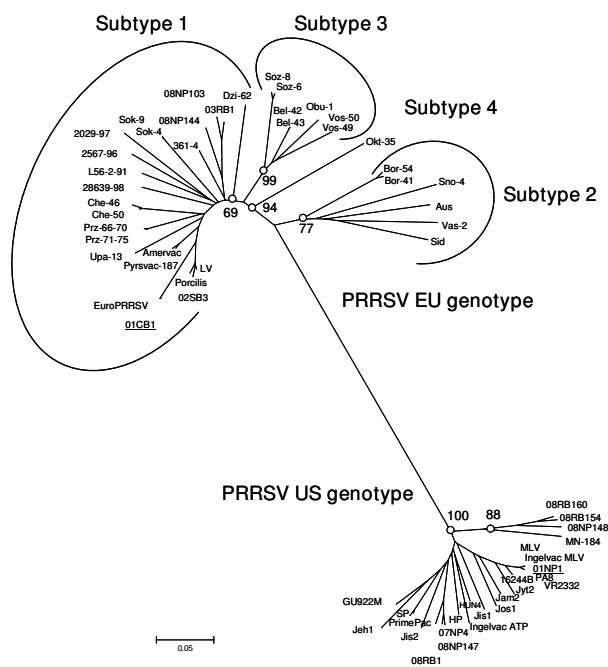 Subtype 1
Subtype 3
Subtype 4
Subtype 2
08NP103
Dzi-62
Soz-8
Soz-6
03RB1
Obu-1
Bel-42
Bel-43
Vos-50
Vos-49
Sok-9
08NP144
2029-97
Sok-4
361-4
Okt-35
2567-96
L56-2-91
28639-98
Che-46
Che-50
Prz-66-70
Prz-71-75
Upa-13
Amervac
Pyrsvac-187
LV
Porcilis
02SB3
EuroPRRSV
01CB1
99
69
94
77
Bor-54
Bor-41
Sno-4
Aus
Vas-2
Sid
PRRSV EU genotype
PRRSV US genotype
100
88
08RB160
08RB154
08NP148
MN-184
MLV
Ingelvac MLV
01NP1
16244B
PA8
VR2332
Jyt2
Jam2
Jos1
GU922M
HUN4
Jis1
SP
PrimePac
HP
Ingelvac ATP
Jeh1
Jis2
07NP4
08NP147
08RB1
0.05